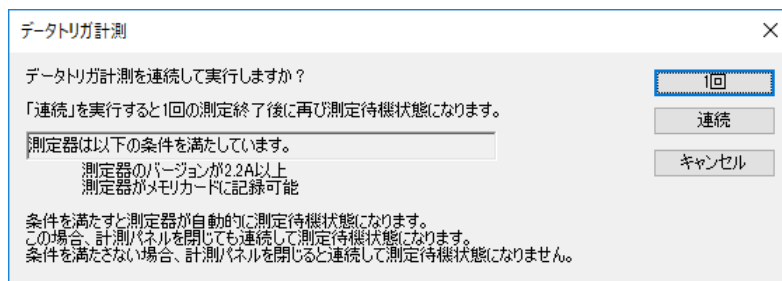 データトリガ計測
データトリガ計測を連続して実行しますか？
「連続」を実行すると1回の測定終了後に再び測定待機状態になります。
測定器は以下の条件を満たしています。
測定器のバージョンが2.2A以上
測定器がメモリカードに記録可能
条件を満たすと測定器が自動的に測定待機状態になります。
この場合、計測パネルを閉じても連続して測定待機状態になります。
条件を満たさない場合、計測パネルを閉じると連続して測定待機状態になりません。
1回
連続
キャンセル